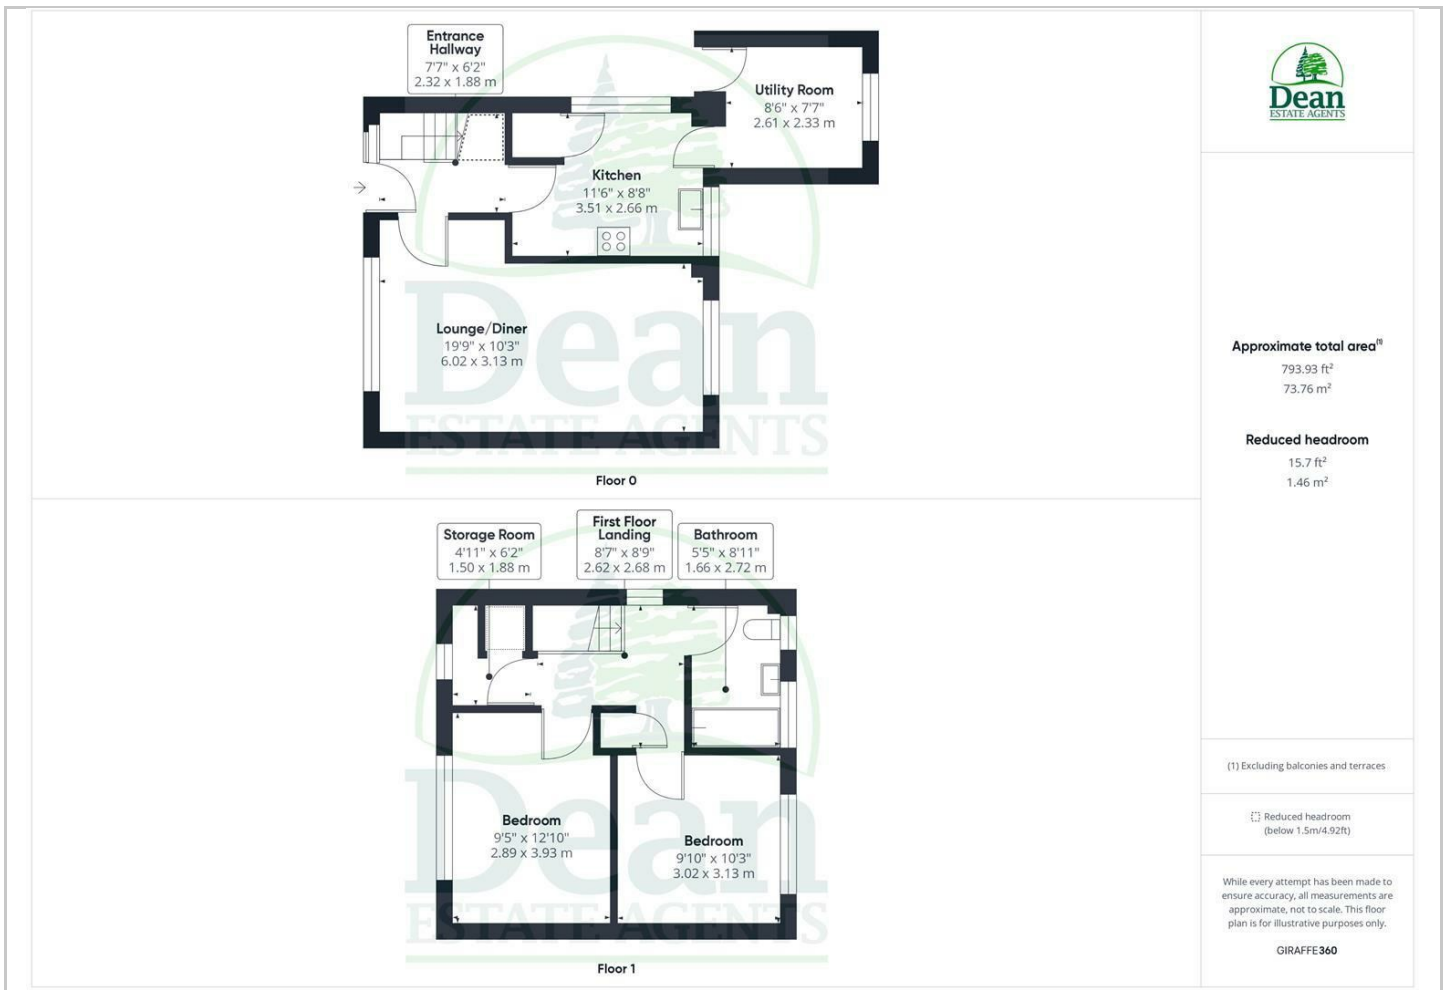 Entrance
Hallway
7'7" x 6'2"
2.32 x 1.88 m
Utility Room
8'6" x 7'7"
2.61 x 2.33 m
Kitchen
11'6" x 8'8"
3.51 x 2.66 m
Lounge/Diner
19'9" x 10'3"
6.02 x 3.13 m
Dean
ESTATE AGENTS
Floor 0
Storage Room
4'11" x 6'2"
1.50 x 1.88 m
First Floor
Landing
8'7" x 8'9"
2.62 x 2.68 m
Bathroom
5'5" x 8'11"
1.66 x 2.72 m
Bedroom
9'5" x 12'10"
2.89 x 3.93 m
Bedroom
9'10" x 10'3"
3.02 x 3.13 m
Dean
ESTATE AGENTS
Floor 1
Dean
ESTATE AGENTS
Approximate total area(1)
793.93 ft²
73.76 m²
Reduced headroom
15.7 ft²
1.46 m²
(1) Excluding balconies and terraces
Reduced headroom
(below 1.5m/4.92ft)
While every attempt has been made to
ensure accuracy, all measurements are
approximate, not to scale. This floor
plan is for illustrative purposes only.
GIRAFFE360